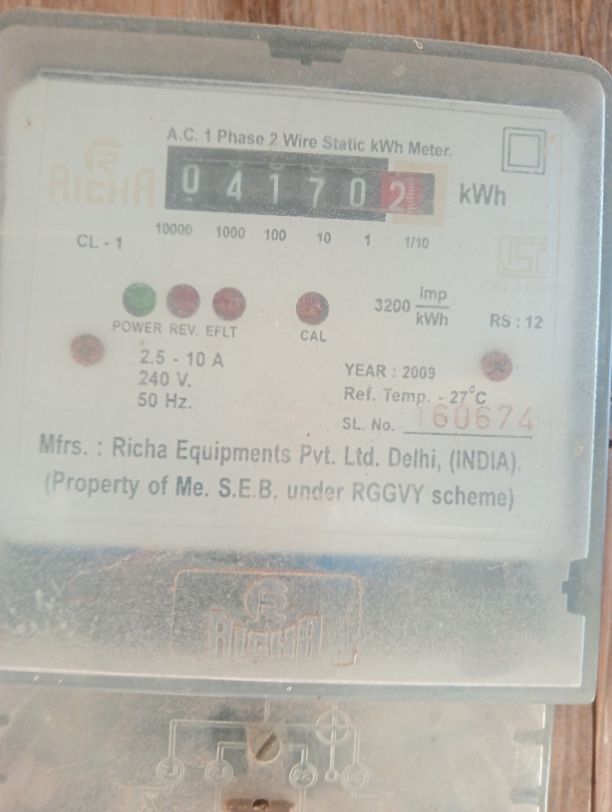 A.C. 1 Phase 2 Wire Static kWh Meter.
RICHA
0 4 1 7 0 2 kWh
10000 1000 100 10 1 1/10
CL - 1
POWER REV. EFLT
CAL
3200 imp
kWh
RS : 12
2.5 - 10 A
240 V.
50 Hz.
YEAR : 2009
Ref. Temp. - 27°C
SL. No. 160674
Mfrs. : Richa Equipments Pvt. Ltd. Delhi, (INDIA).
(Property of Me. S.E.B. under RGGVY scheme)
RICHA